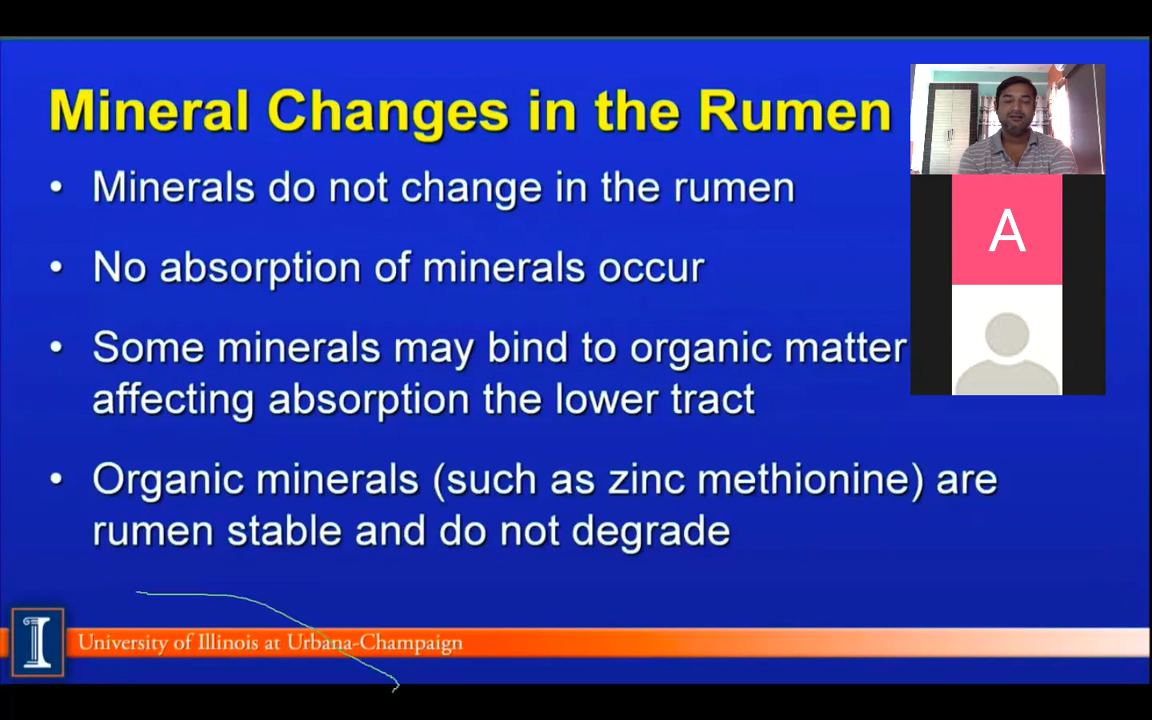 Mineral Changes in the Rumen
• Minerals do not change in the rumen
• No absorption of minerals occur
• Some minerals may bind to organic matter
affecting absorption the lower tract
• Organic minerals (such as zinc methionine) are
rumen stable and do not degrade
A
I
University of Illinois at Urbana-Champaign